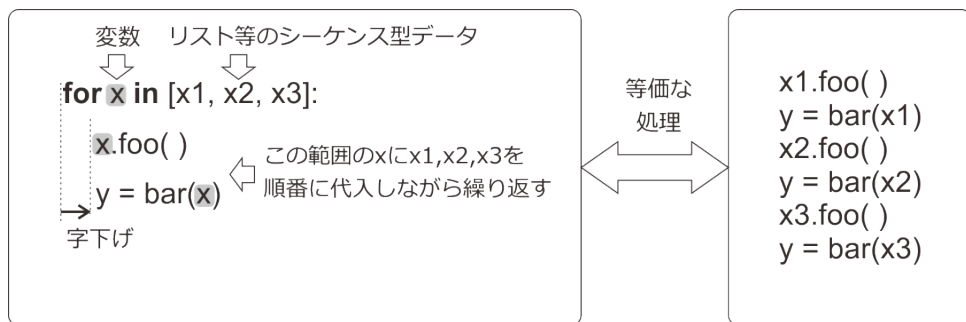 変数　リスト等のシーケンス型データ
for x in [x1, x2, x3]:
x.foo( )
y = bar(x)
この範囲のxにx1,x2,x3を
順番に代入しながら繰り返す
字下げ
等価な
処理
x1.foo( )
y = bar(x1)
x2.foo( )
y = bar(x2)
x3.foo( )
y = bar(x3)